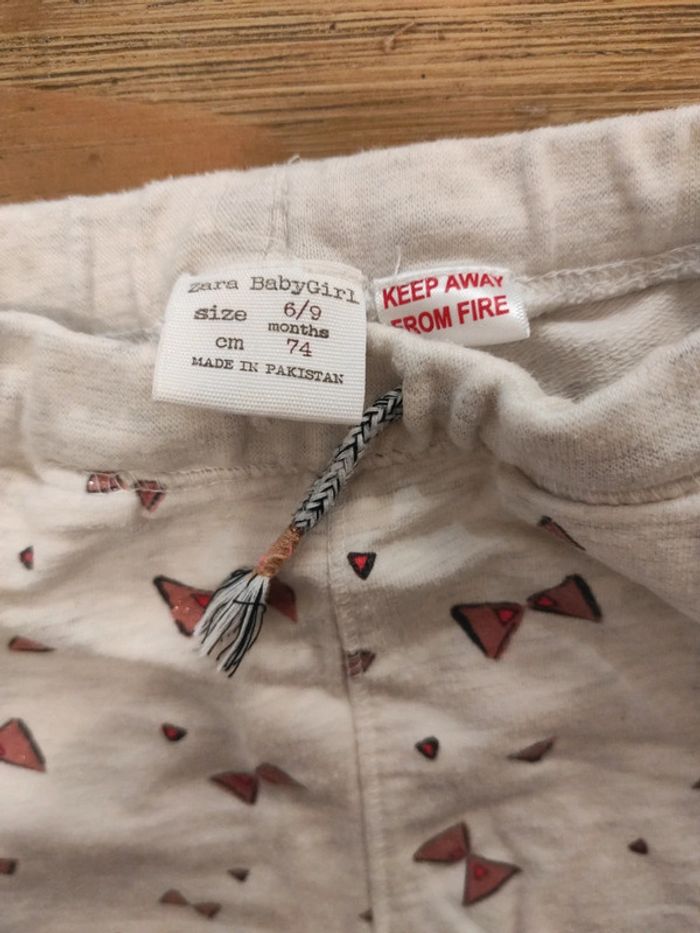 zara BabyGirl
size 6/9
months
cm 74
MADE IN PAKISTAN
KEEP AWAY
FROM FIRE